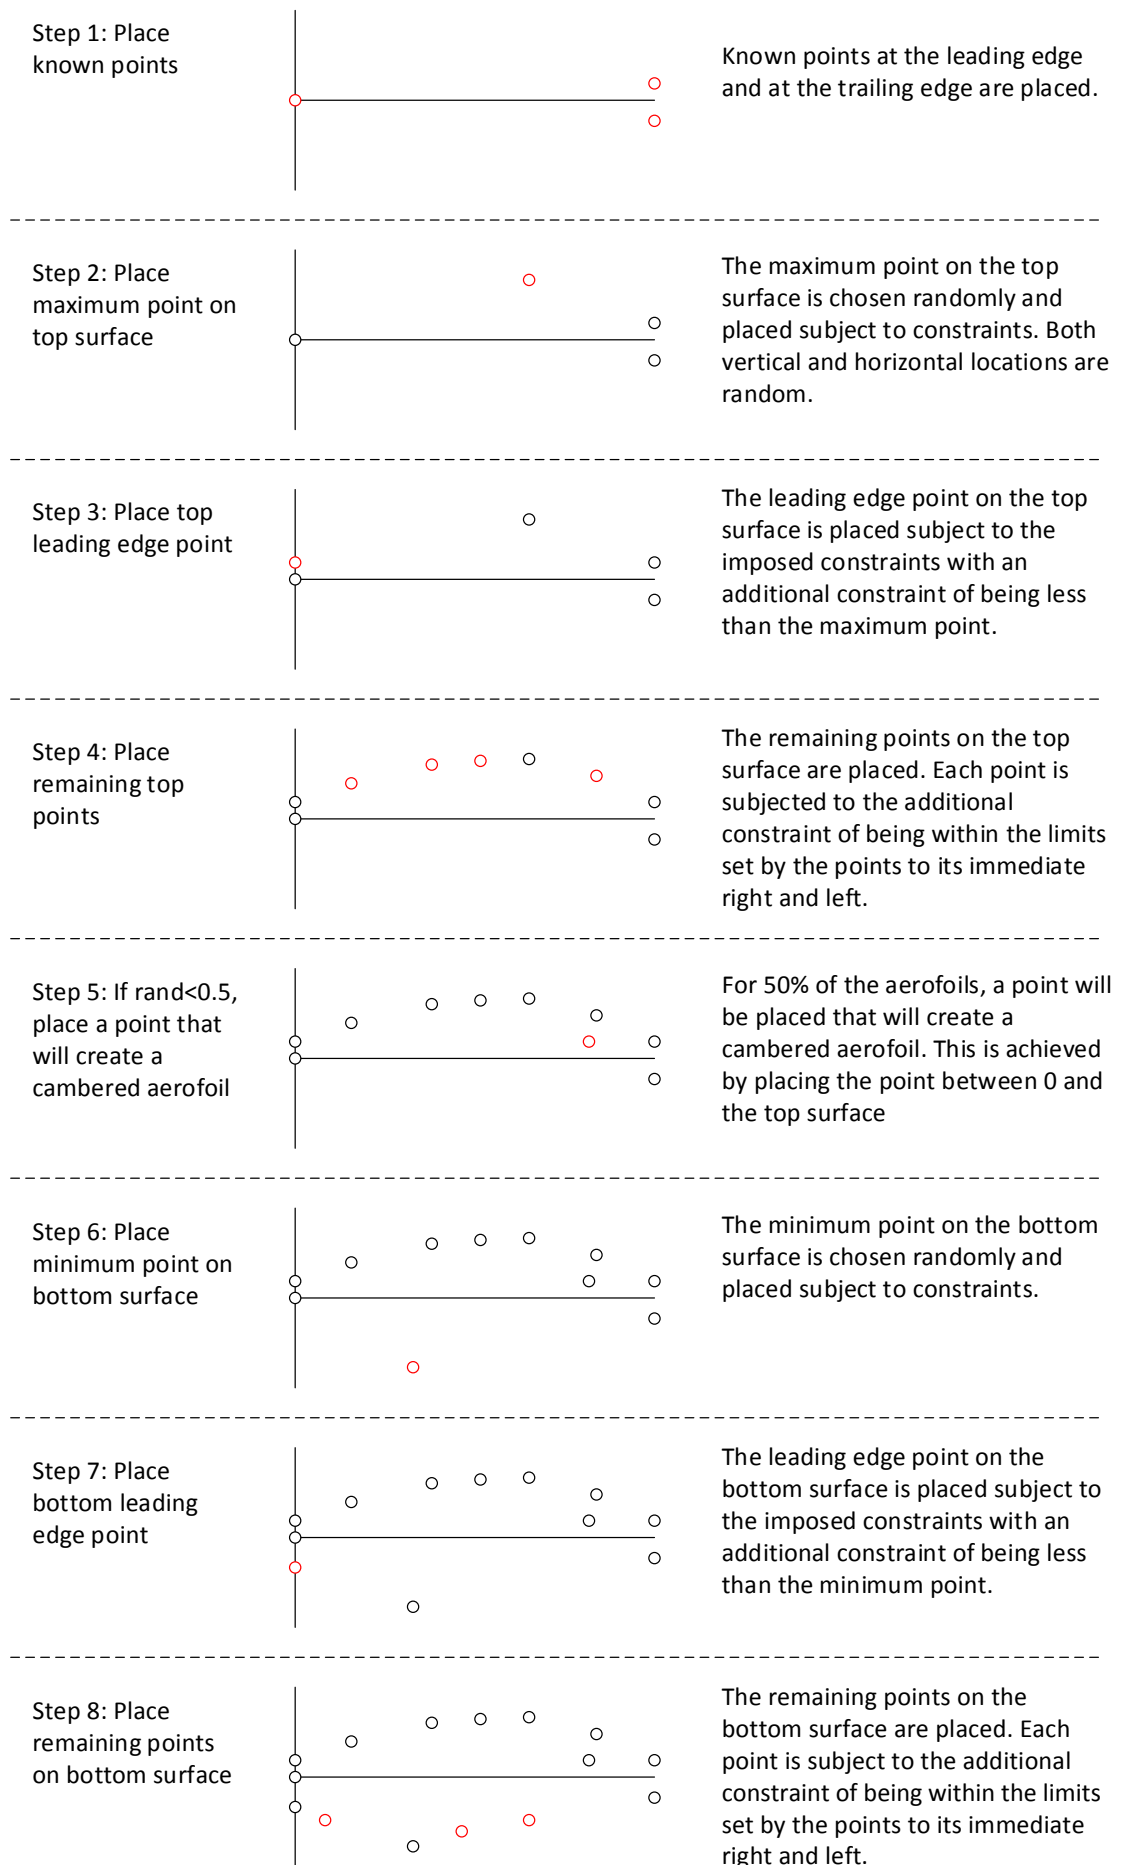 Step 1: Place
known points
Known points at the leading edge
and at the trailing edge are placed.
Step 2: Place
maximum point on
top surface
The maximum point on the top
surface is chosen randomly and
placed subject to constraints. Both
vertical and horizontal locations are
random.
Step 3: Place top
leading edge point
The leading edge point on the top
surface is placed subject to the
imposed constraints with an
additional constraint of being less
than the maximum point.
Step 4: Place
remaining top
points
The remaining points on the top
surface are placed. Each point is
subjected to the additional
constraint of being within the limits
set by the points to its immediate
right and left.
Step 5: If rand<0.5,
place a point that
will create a
cambered aerofoil
For 50% of the aerofoils, a point will
be placed that will create a
cambered aerofoil. This is achieved
by placing the point between 0 and
the top surface
Step 6: Place
minimum point on
bottom surface
The minimum point on the bottom
surface is chosen randomly and
placed subject to constraints.
Step 7: Place
bottom leading
edge point
The leading edge point on the
bottom surface is placed subject to
the imposed constraints with an
additional constraint of being less
than the minimum point.
Step 8: Place
remaining points
on bottom surface
The remaining points on the
bottom surface are placed. Each
point is subject to the additional
constraint of being within the limits
set by the points to its immediate
right and left.